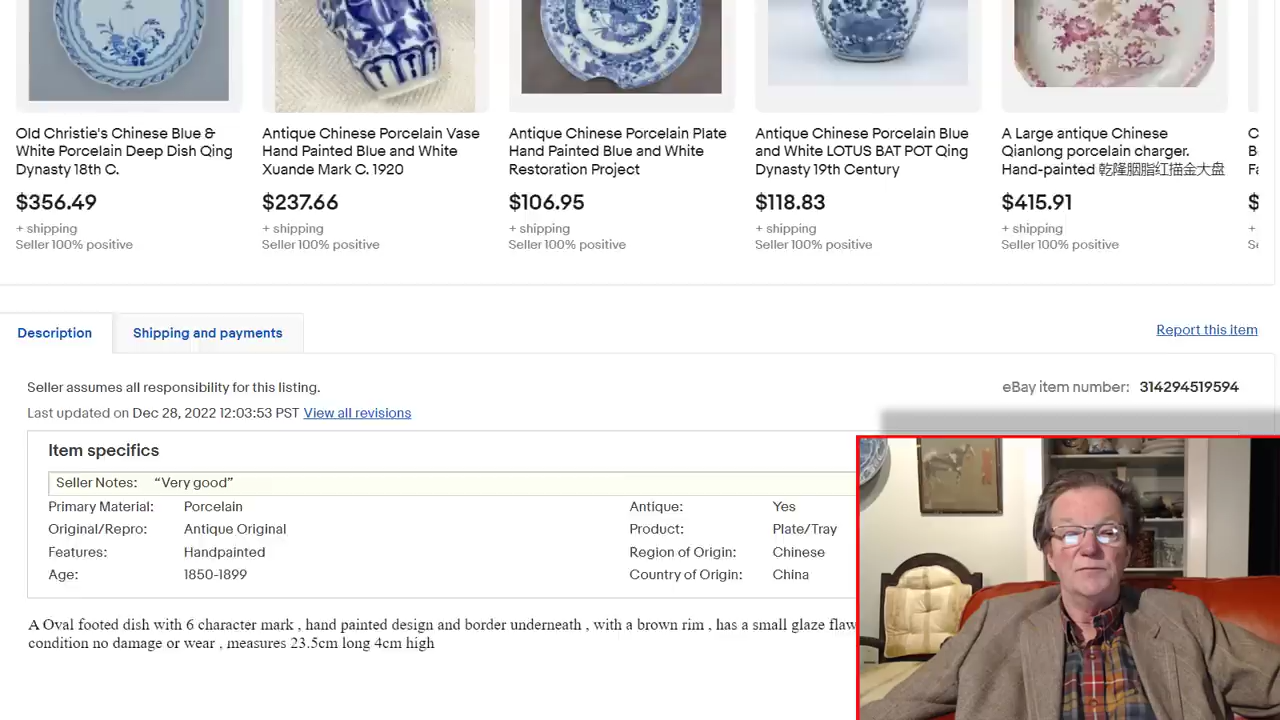 Old Christie's Chinese Blue &
White Porcelain Deep Dish Qing
Dynasty 18th C.
$356.49
+ shipping
Seller 100% positive
Antique Chinese Porcelain Vase
Hand Painted Blue and White
Xuande Mark C. 1920
$237.66
+ shipping
Seller 100% positive
Antique Chinese Porcelain Plate
Hand Painted Blue and White
Restoration Project
$106.95
+ shipping
Seller 100% positive
Antique Chinese Porcelain Blue
and White LOTUS BAT POT Qing
Dynasty 19th Century
$118.83
+ shipping
Seller 100% positive
A Large antique Chinese
Qianlong porcelain charger.
Hand-painted 乾隆胭脂红描金大盘
$415.91
+ shipping
Seller 100% positive
$
+
Description
Shipping and payments
Report this item
Seller assumes all responsibility for this listing.
eBay item number: 314294519594
Last updated on Dec 28, 2022 12:03:53 PST View all revisions
Item specifics
Seller Notes: “Very good”
Primary Material: Porcelain
Antique: Yes
Original/Repro: Antique Original
Product: Plate/Tray
Features: Handpainted
Region of Origin: Chinese
Age: 1850-1899
Country of Origin: China
A Oval footed dish with 6 character mark , hand painted design and border underneath , with a brown rim , has a small glaze flaw
condition no damage or wear , measures 23.5cm long 4cm high